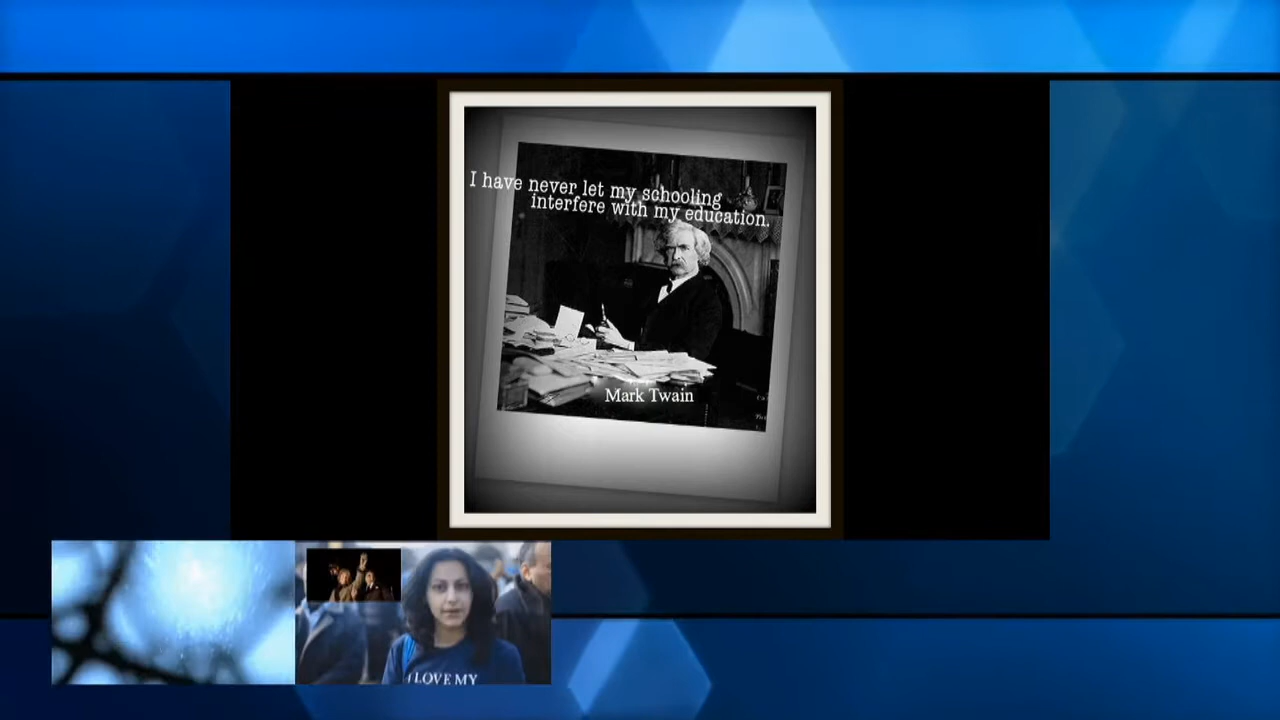 I have never let my schooling
interfere with my education.
Mark Twain
I LOVE MY